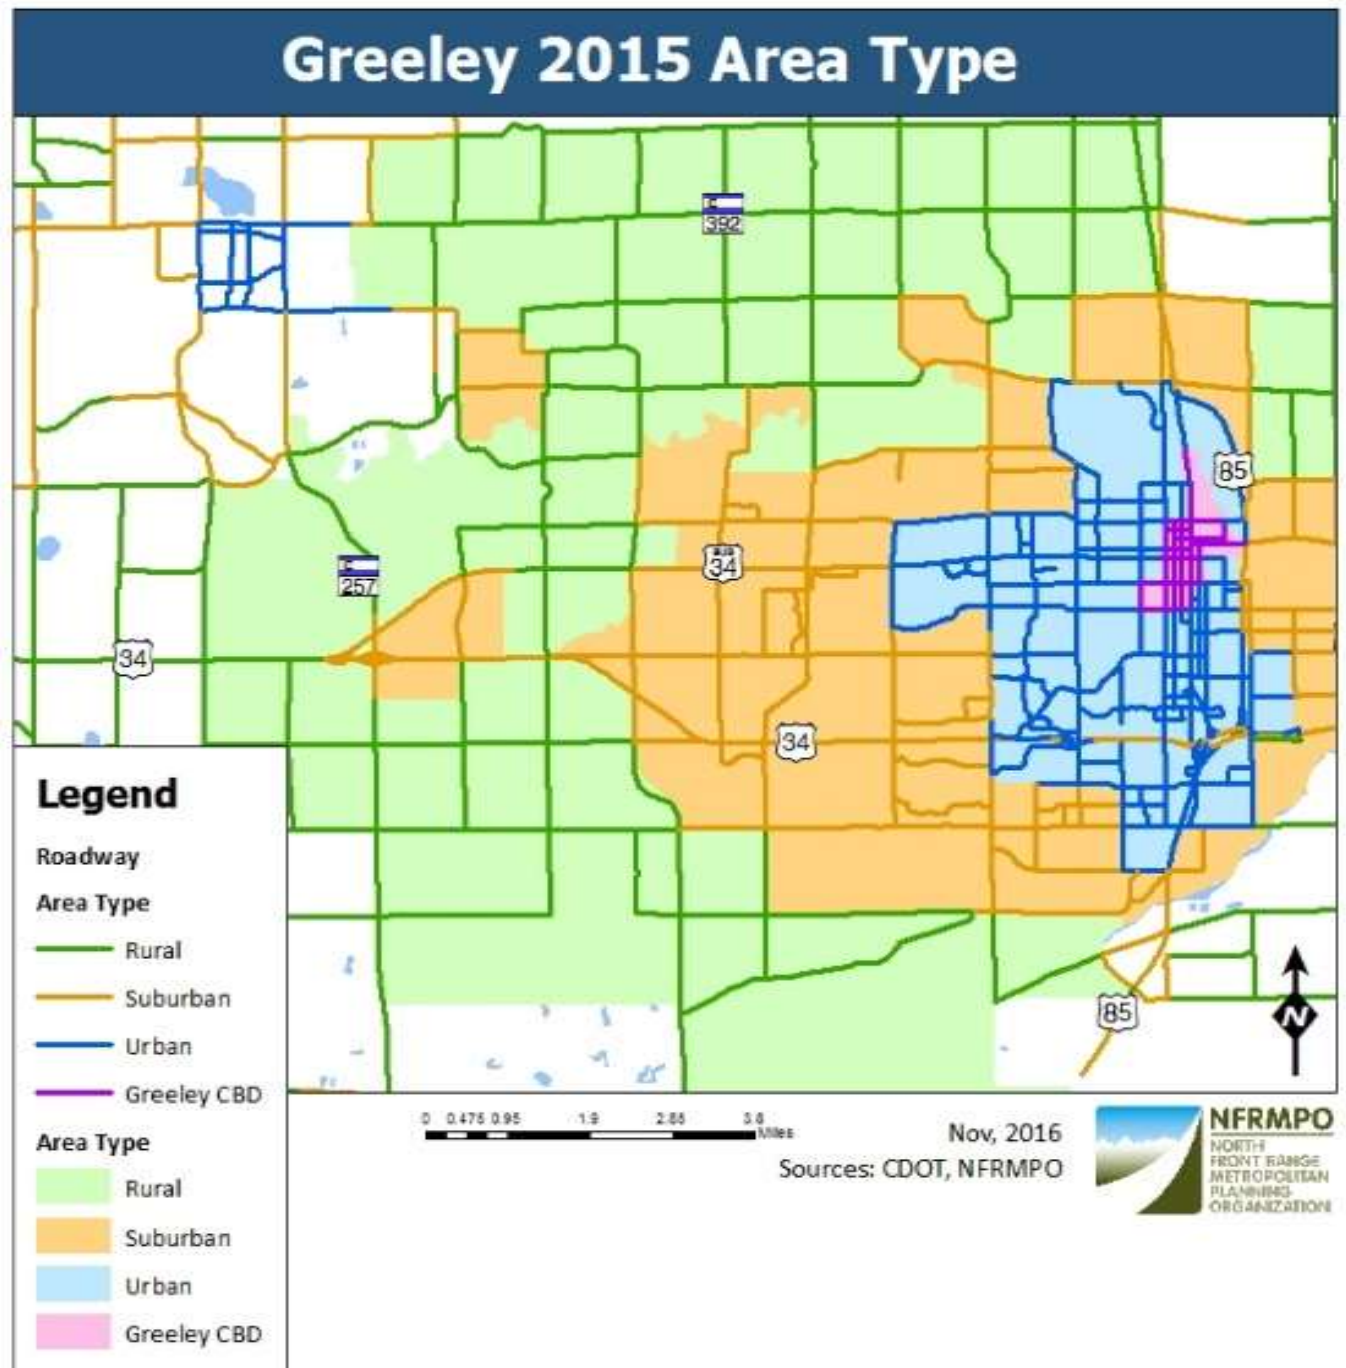 Greeley 2015 Area Type
392
85
34
257
34
34
85
Legend
Roadway
Area Type
Rural
Suburban
Urban
Greeley CBD
Area Type
Rural
Suburban
Urban
Greeley CBD
N
0 0.475 0.95 1.9 2.85 3.8
Miles
Nov, 2016
Sources: CDOT, NFRMPO
NFRMPO
NORTH
FRONT RANGE
METROPOLITAN
PLANNING
ORGANIZATION